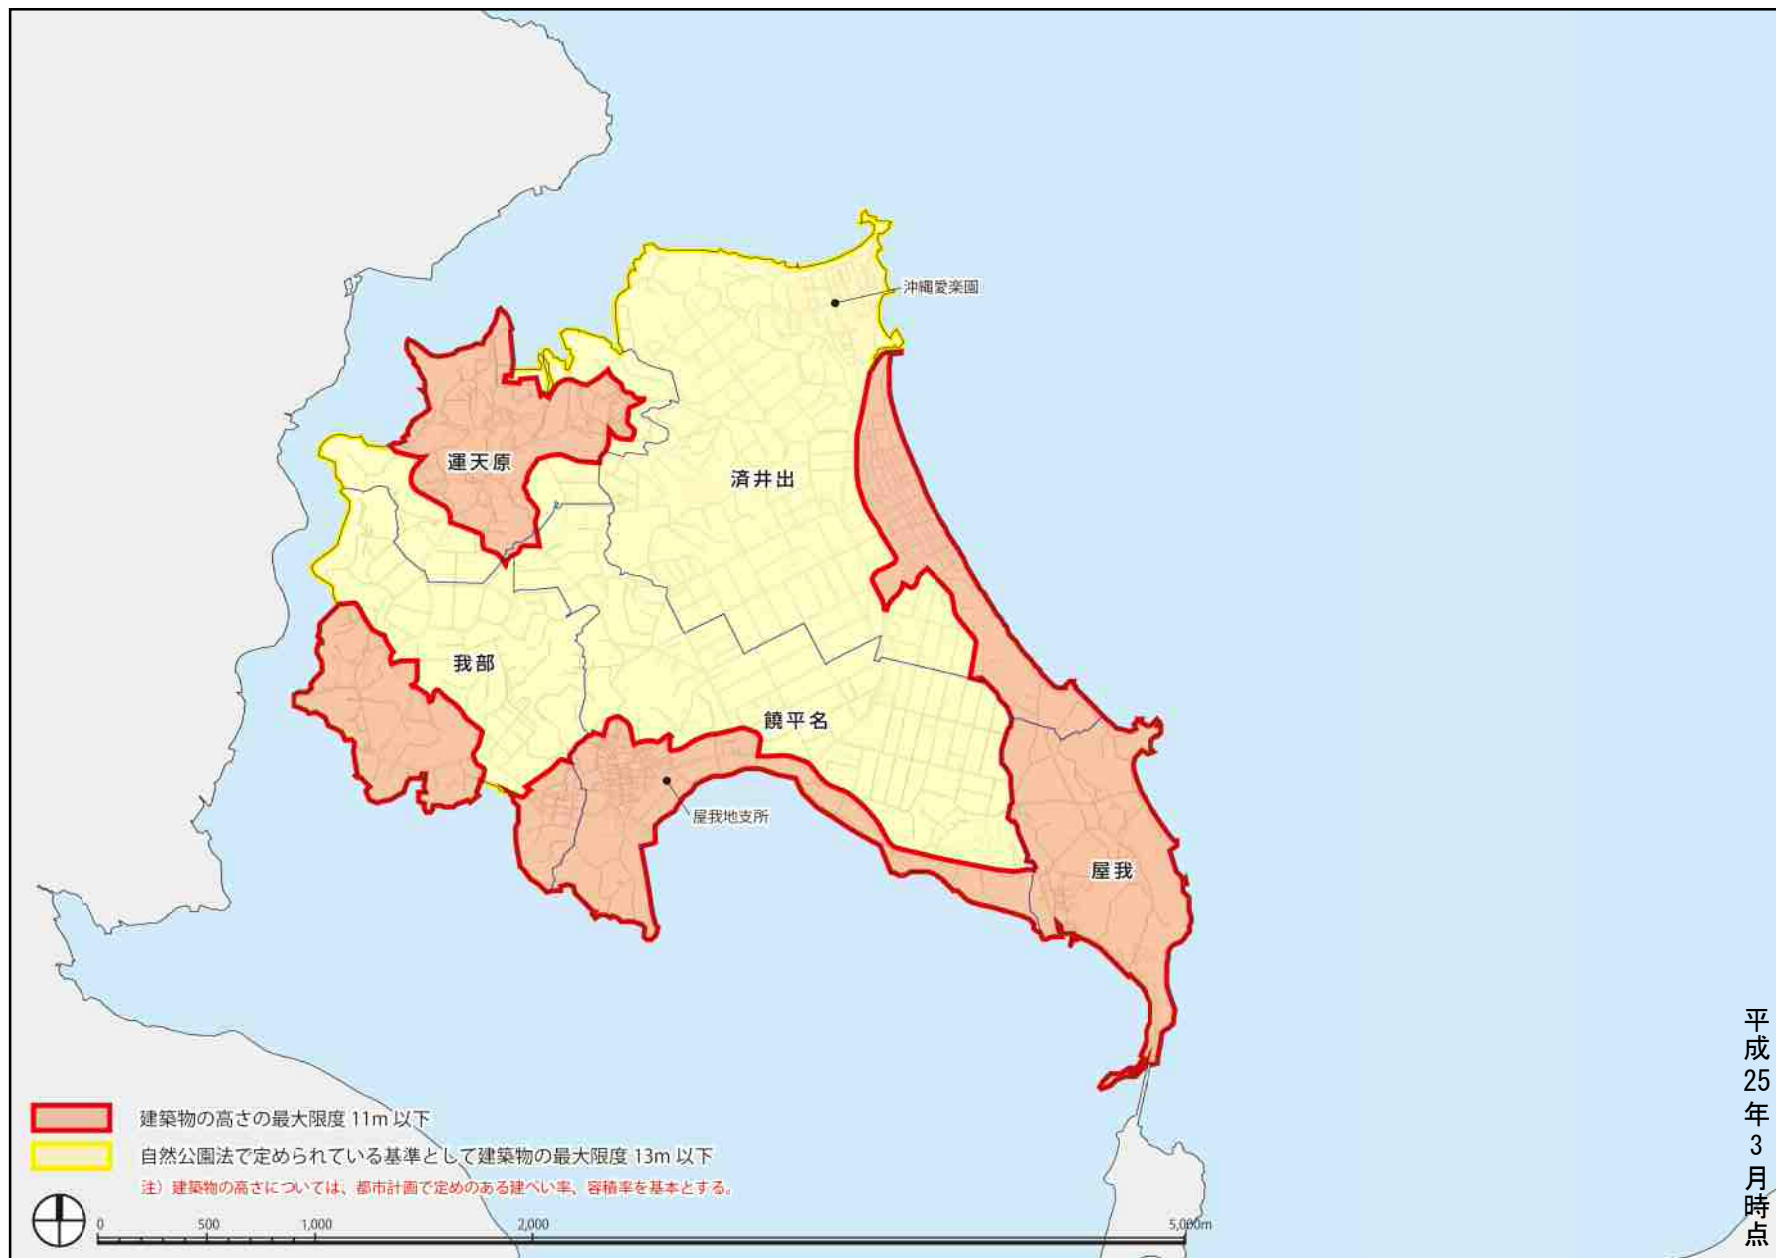 沖縄愛楽園
運天原
済井出
我部
饒平名
屋我地支所
屋我
建築物の高さの最大限度 11m 以下
自然公園法で定められている基準として建築物の最大限度 13m 以下
注）建築物の高さについては、都市計画で定めのある建ぺい率、容積率を基本とする。
0 500 1,000 2,000 5,000m
平成25年3月時点